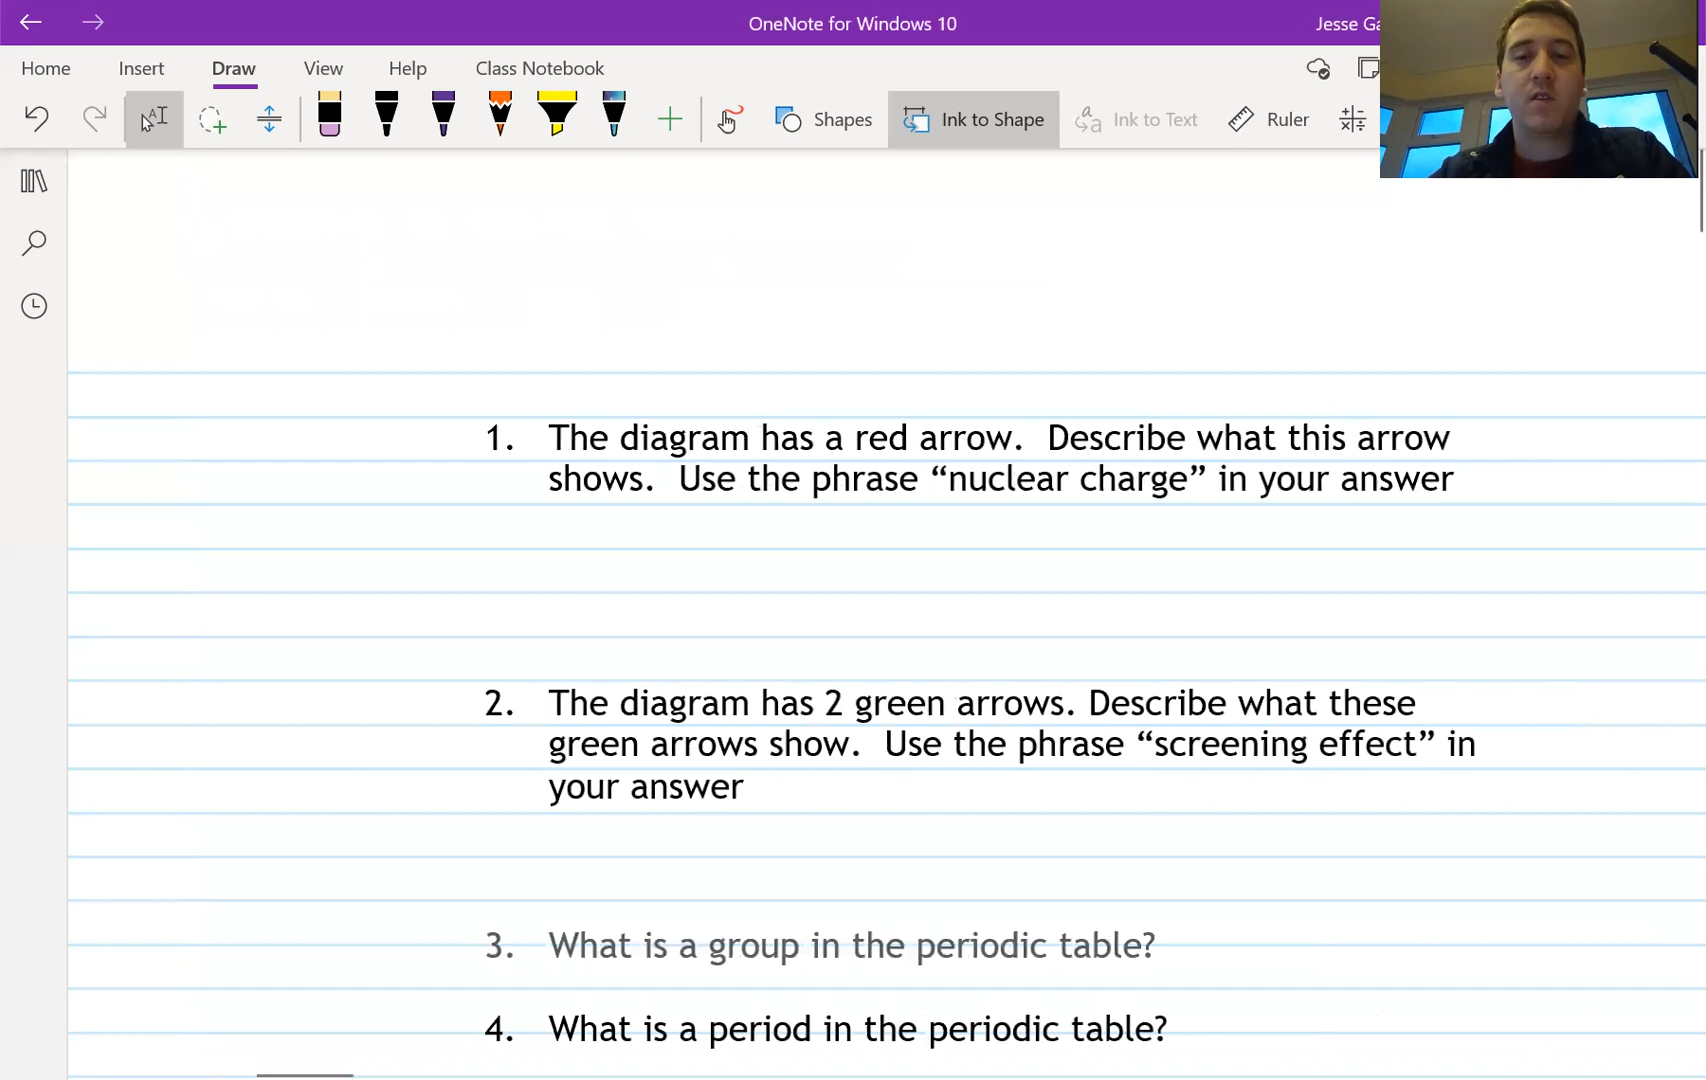 OneNote for Windows 10
Jesse Ga
Home Insert Draw View Help Class Notebook
Shapes Ink to Shape Ink to Text Ruler
1. The diagram has a red arrow. Describe what this arrow
shows. Use the phrase “nuclear charge” in your answer
2. The diagram has 2 green arrows. Describe what these
green arrows show. Use the phrase “screening effect” in
your answer
3. What is a group in the periodic table?
4. What is a period in the periodic table?